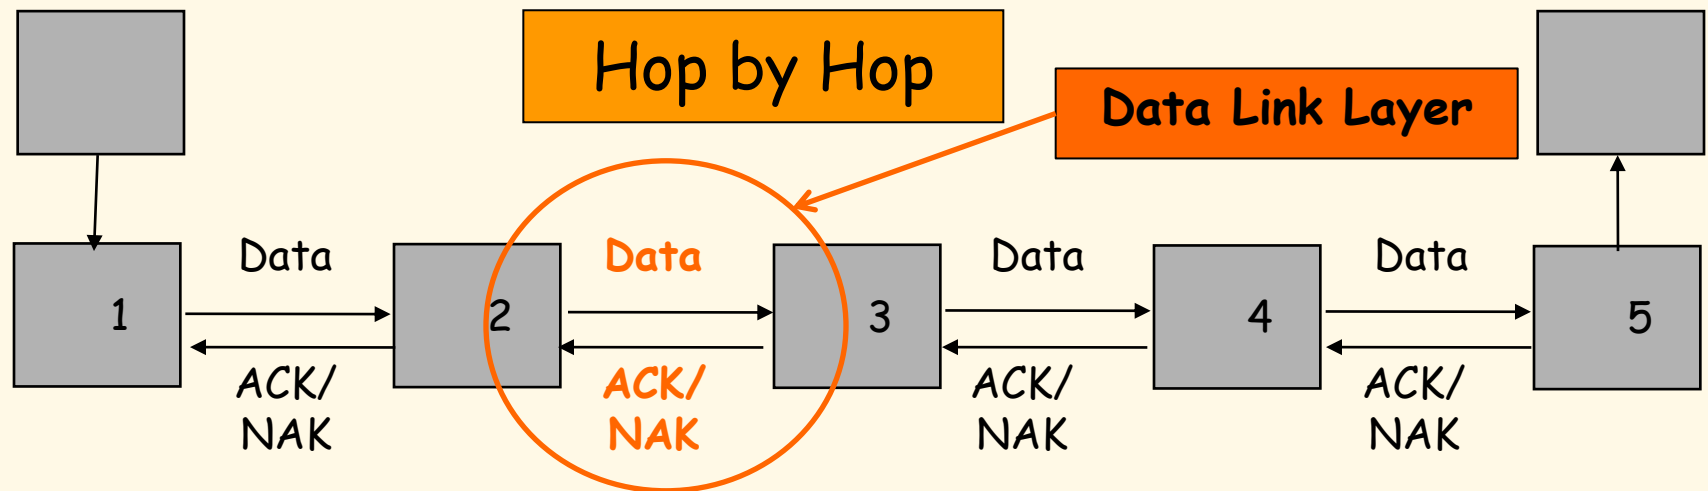 Hop by Hop
Data Link Layer
Data
Data
Data
Data
1
2
3
4
5
ACK/
NAK
ACK/
NAK
ACK/
NAK
ACK/
NAK